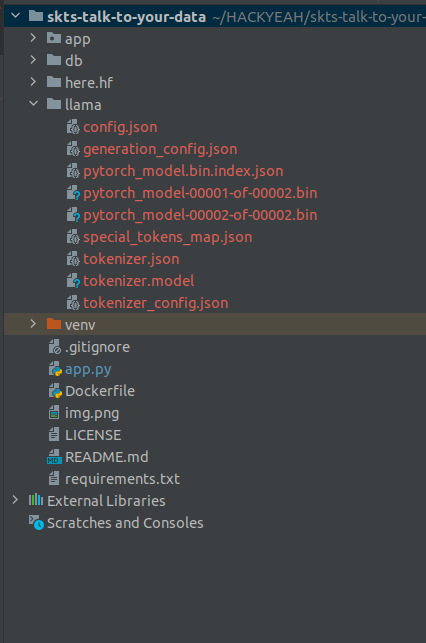 skts-talk-to-your-data ~/HACKYEAH/skts-talk-to-your-
app
db
here.hf
llama
config.json
generation_config.json
pytorch_model.bin.index.json
pytorch_model-00001-of-00002.bin
pytorch_model-00002-of-00002.bin
special_tokens_map.json
tokenizer.json
tokenizer.model
tokenizer_config.json
venv
.gitignore
app.py
Dockerfile
img.png
LICENSE
README.md
requirements.txt
External Libraries
Scratches and Consoles